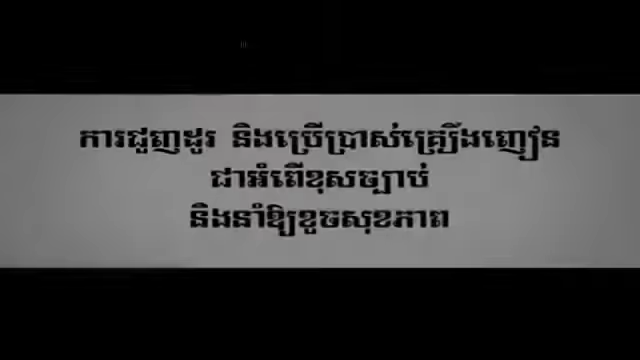 ការជួញដូរ និងប្រើប្រាស់គ្រឿងញៀន
ជាអំពើខុសច្បាប់
និងនាំឱ្យខូចសុខភាព